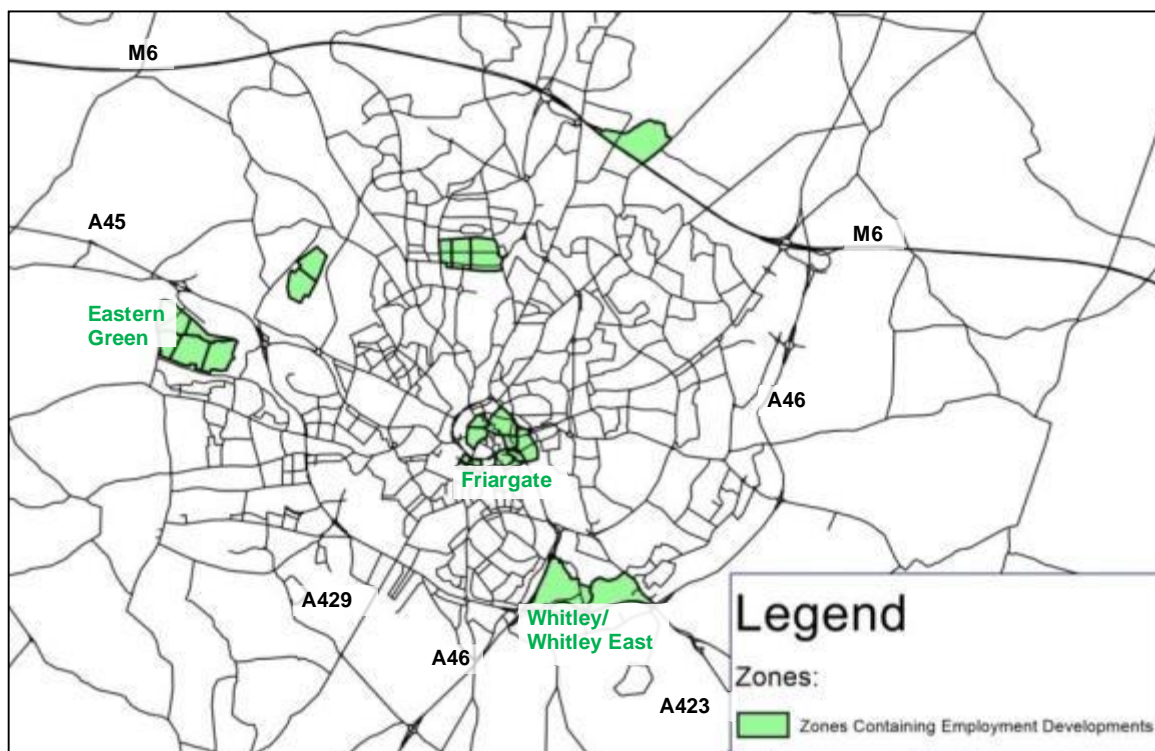 M6
A45
M6
Eastern
Green
A46
Friargate
A429
Whitley/
Whitley East
A46
A423
Legend
Zones:
Zones Containing Employment Developments